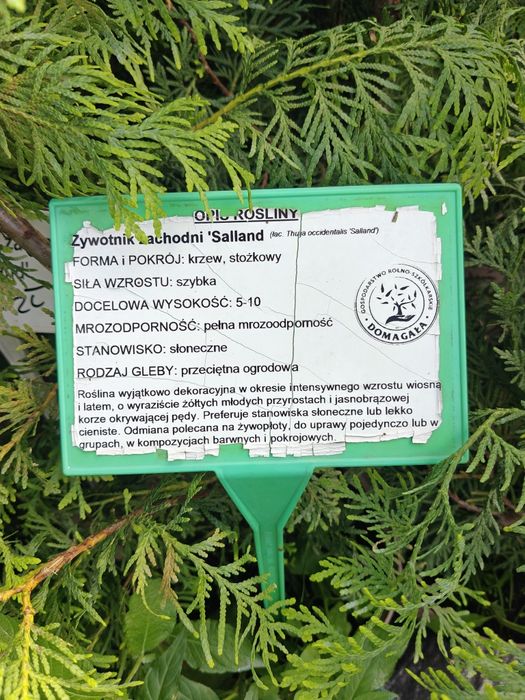 OPIS ROŚLINY
Żywotnik zachodni 'Salland (łac. Thuja occidentalis 'Salland')
FORMA i POKRÓJ: krzew, stożkowy
SIŁA WZROSTU: szybka
DOCELOWA WYSOKOŚĆ: 5-10
MROZODPORNOŚĆ: pełna mrozoodporność
STANOWISKO: słoneczne
RODZAJ GLEBY: przeciętna ogrodowa
GOSPODARSTWO ROLNO-SZKÓŁKARSKIE
DOMAGAŁA
Roślina wyjątkowo dekoracyjna w okresie intensywnego wzrostu wiosną
i latem, o wyraziście żółtych młodych przyrostach i jasnobrązowej
korze okrywającej pędy. Preferuje stanowiska słoneczne lub lekko
cieniste. Odmiana polecana na żywopłoty, do uprawy pojedynczo lub w
grupach, w kompozycjach barwnych i pokrojowych.